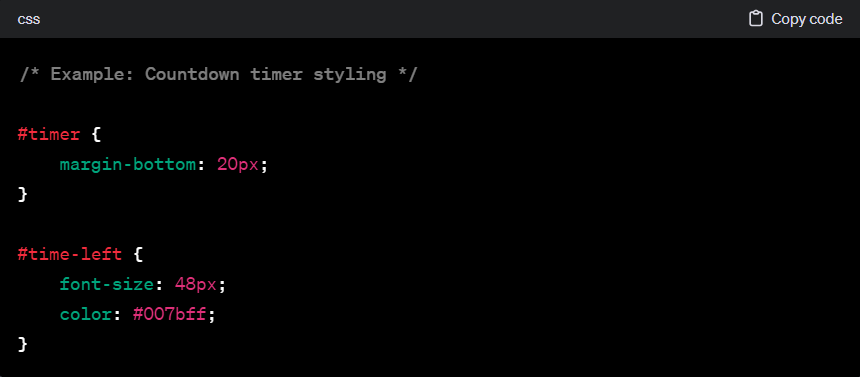 css
Copy code
/* Example: Countdown timer styling */
#timer {
    margin-bottom: 20px;
}
#time-left {
    font-size: 48px;
    color: #007bff;
}